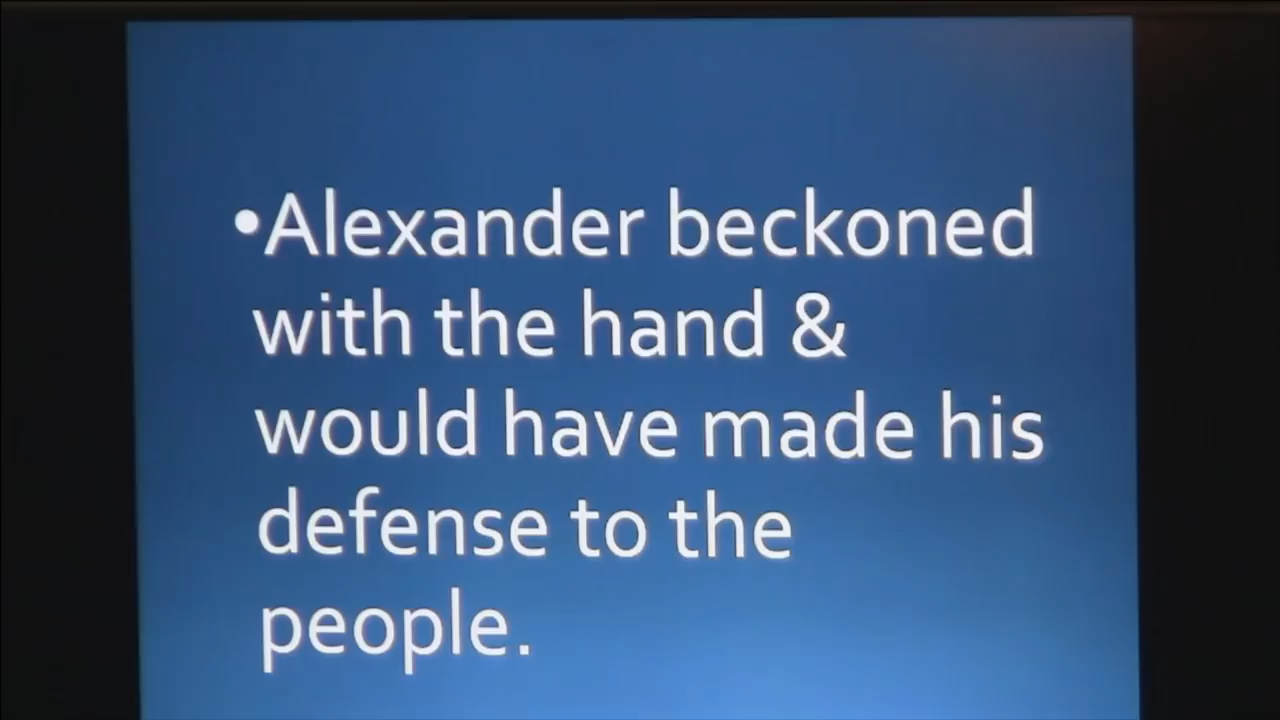 •Alexander beckoned
with the hand &
would have made his
defense to the
people.